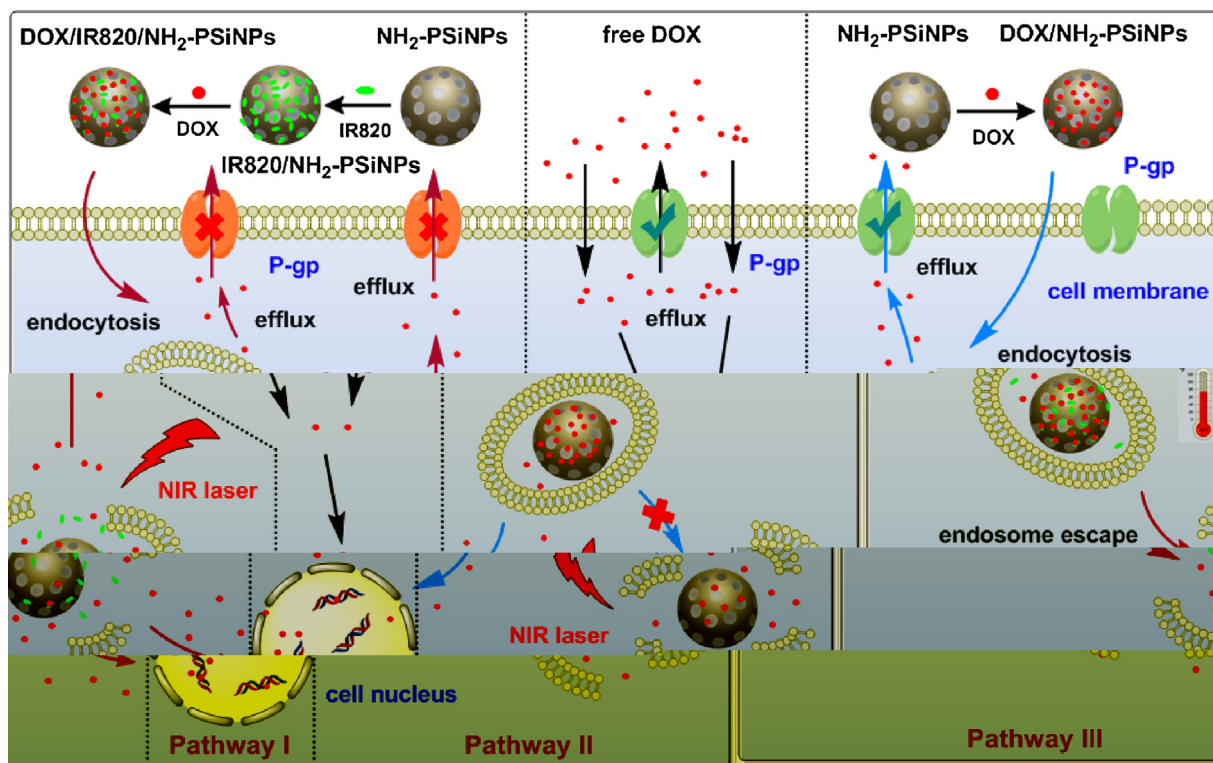 DOX/IR820/NH₂-PSiNPs
NH₂-PSiNPs
free DOX
NH₂-PSiNPs
DOX/NH₂-PSiNPs
DOX
IR820
DOX
IR820/NH₂-PSiNPs
P-gp
P-gp
P-gp
efflux
efflux
cell membrane
endocytosis
efflux
efflux
endocytosis
NIR laser
endosome escape
NIR laser
cell nucleus
Pathway I
Pathway II
Pathway III